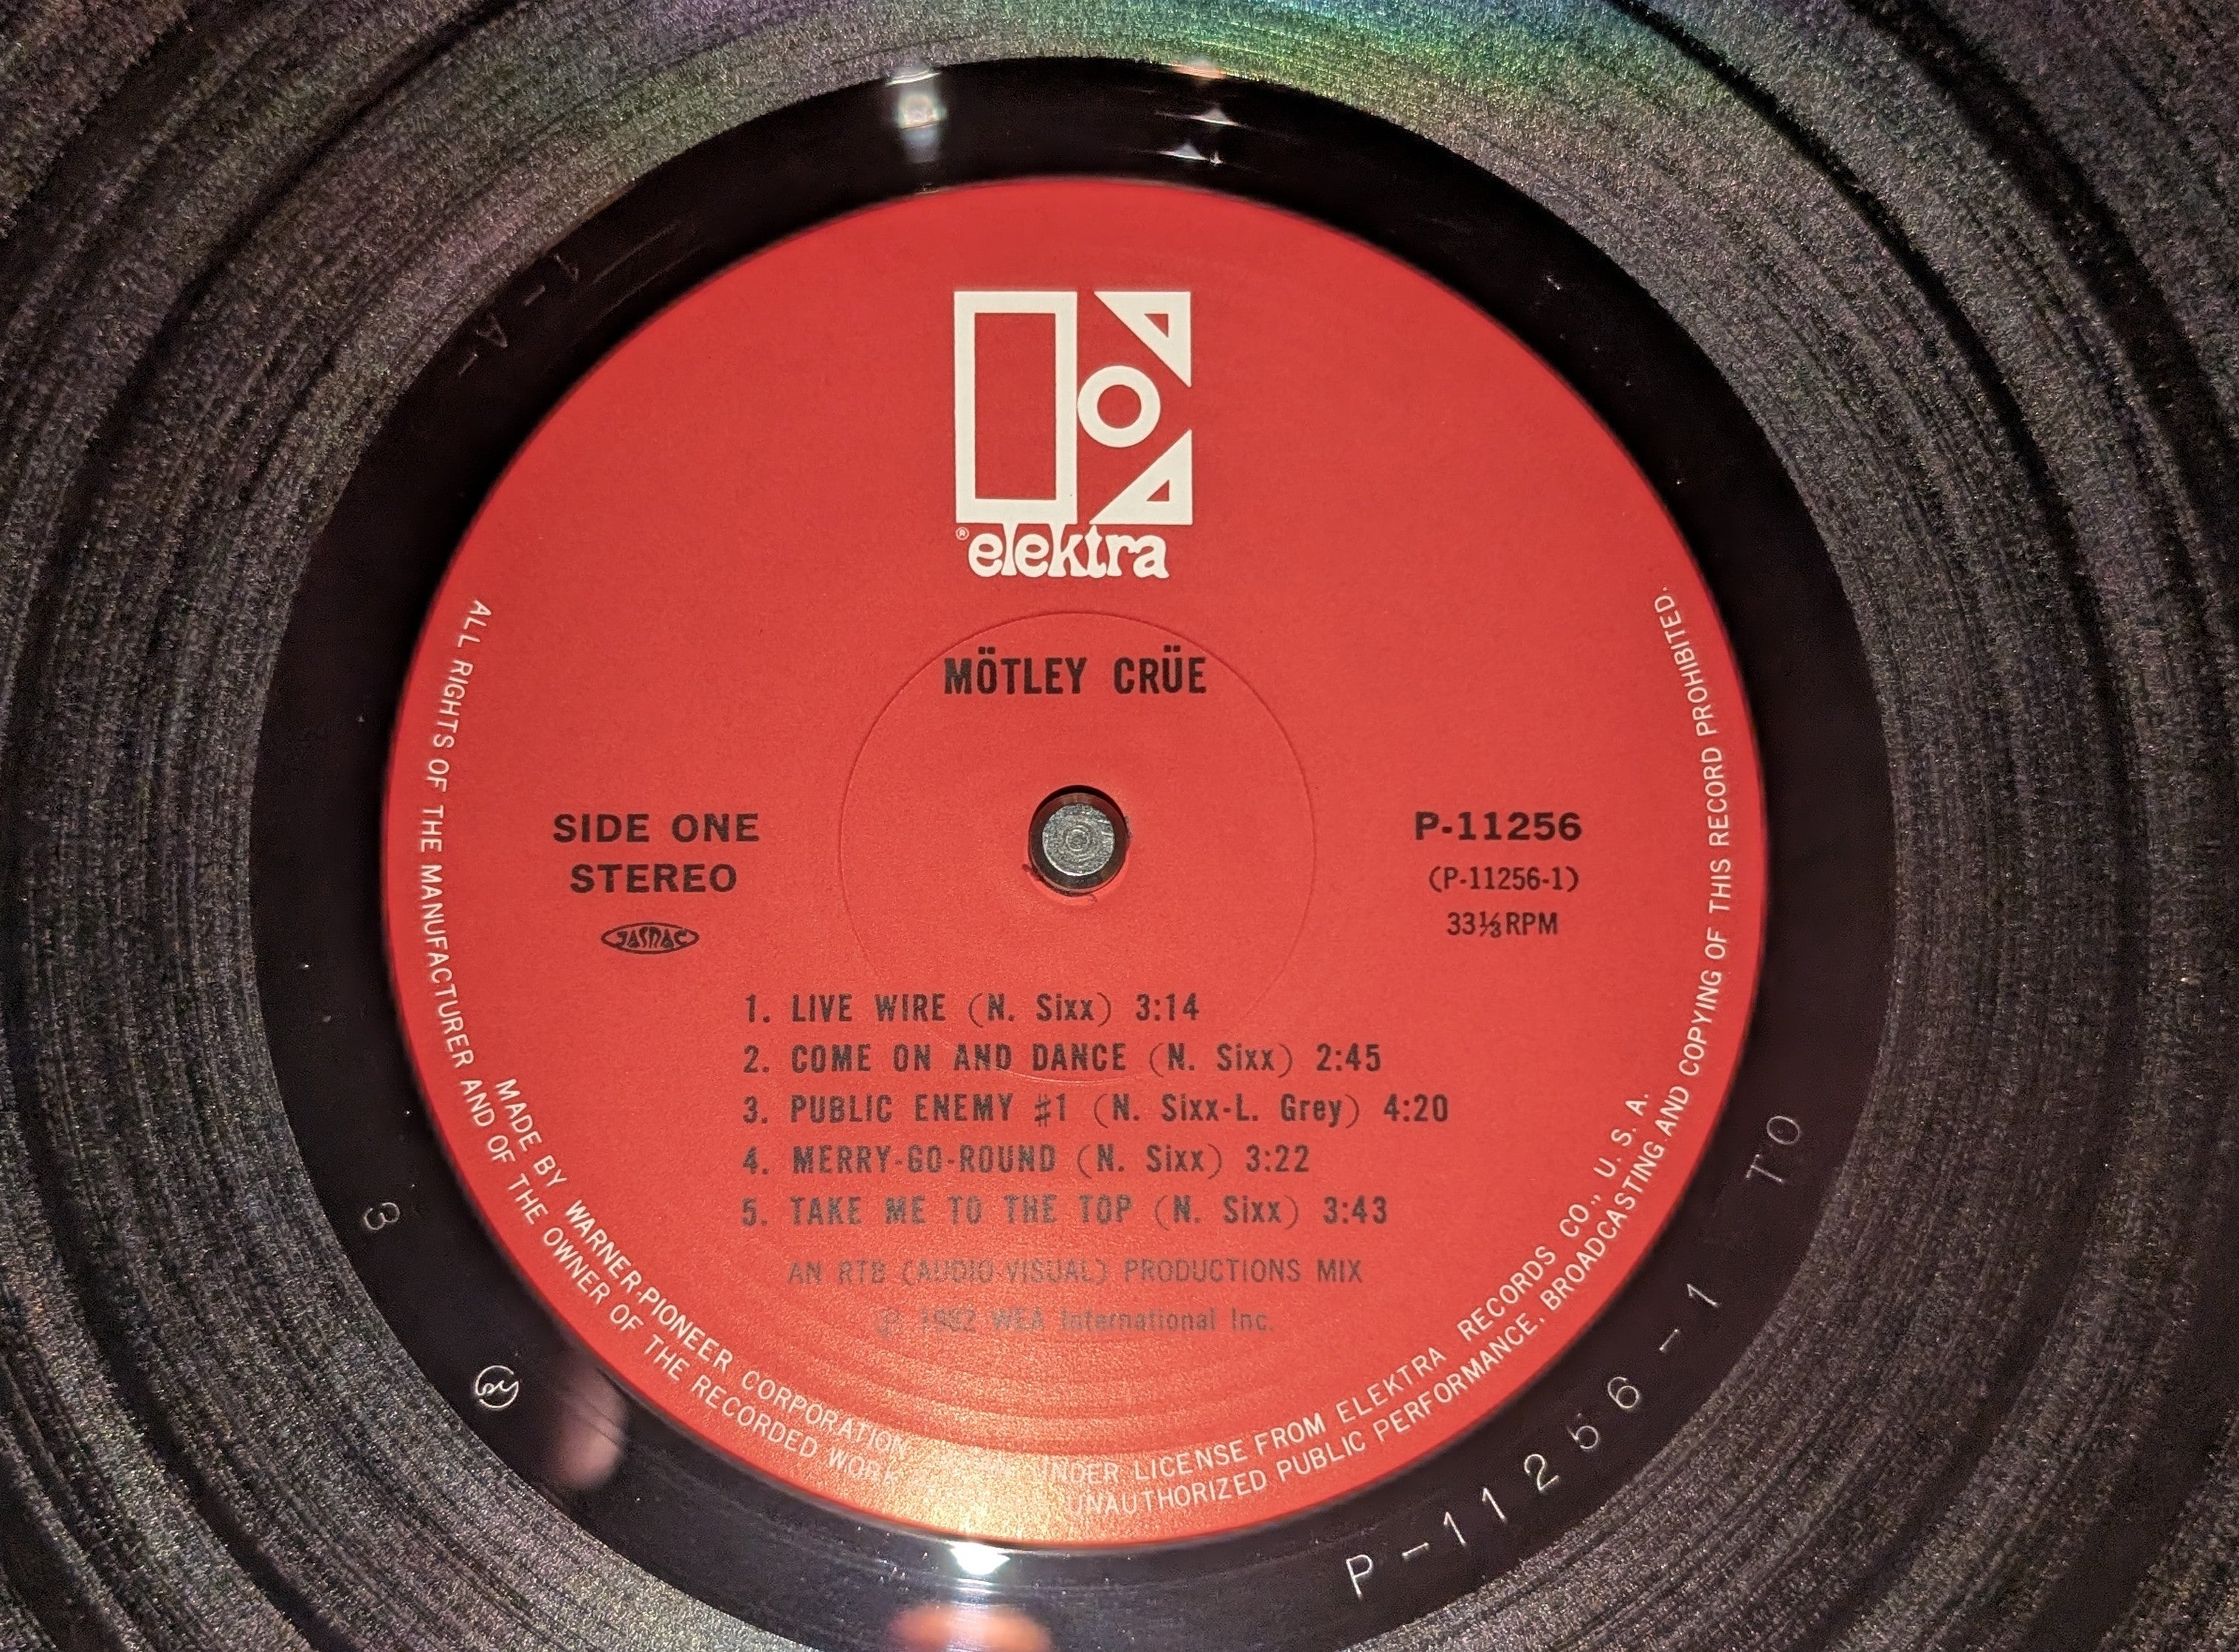 ® elektra
MÖTLEY CRÜE
SIDE ONE
STEREO
JASRAC
P-11256
(P-11256-1)
33⅓RPM
1. LIVE WIRE (N. Sixx) 3:14
2. COME ON AND DANCE (N. Sixx) 2:45
3. PUBLIC ENEMY ♯1 (N. Sixx-L. Grey) 4:20
4. MERRY-GO-ROUND (N. Sixx) 3:22
5. TAKE ME TO THE TOP (N. Sixx) 3:43
AN RTB (AUDIO-VISUAL) PRODUCTIONS MIX
℗ 1982 WEA International Inc.
MADE BY WARNER-PIONEER CORPORATION UNDER LICENSE FROM ELEKTRA RECORDS CO., U. S. A.
ALL RIGHTS OF THE MANUFACTURER AND OF THE OWNER OF THE RECORDED WORK UNAUTHORIZED PUBLIC PERFORMANCE, BROADCASTING AND COPYING OF THIS RECORD PROHIBITED.
P-11256-1 TO
3